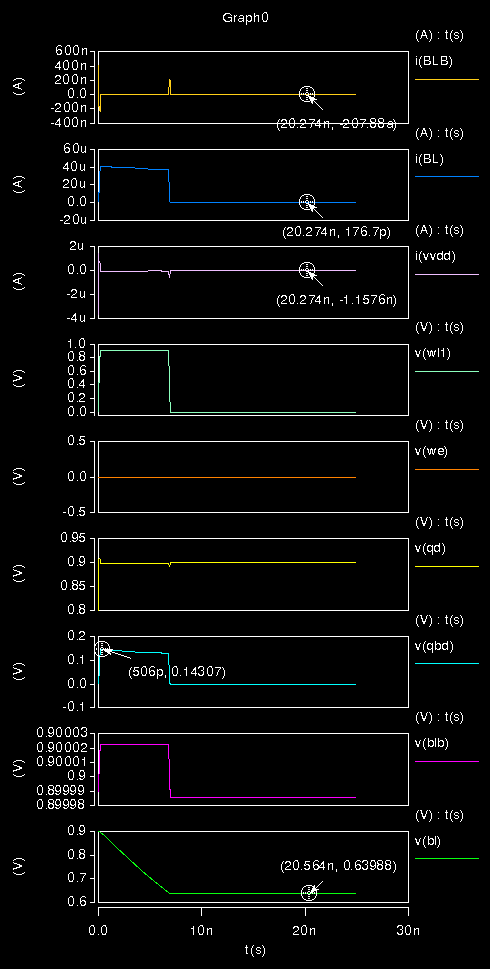 Graph0
(A) : t(s)
i(BLB)
(A)
600n
400n
200n
0.0
-200n
-400n
(20.274n, -207.88a)
(A) : t(s)
i(BL)
(A)
60u
40u
20u
0.0
-20u
(20.274n, 176.7p)
(A) : t(s)
i(vvdd)
(A)
2u
0.0
-2u
-4u
(20.274n, -1.1576n)
(V) : t(s)
v(wl1)
(V)
1.0
0.8
0.6
0.4
0.2
0.0
(V) : t(s)
v(we)
(V)
0.5
0.0
-0.5
(V) : t(s)
v(qd)
(V)
0.95
0.9
0.85
0.8
(V) : t(s)
v(qbd)
(V)
0.2
0.1
0.0
-0.1
(506p, 0.14307)
(V) : t(s)
v(blb)
(V)
0.90003
0.90002
0.90001
0.9
0.89999
0.89998
(V) : t(s)
v(bl)
(V)
0.9
0.8
0.7
0.6
(20.564n, 0.63988)
0.0
10n
20n
30n
t(s)